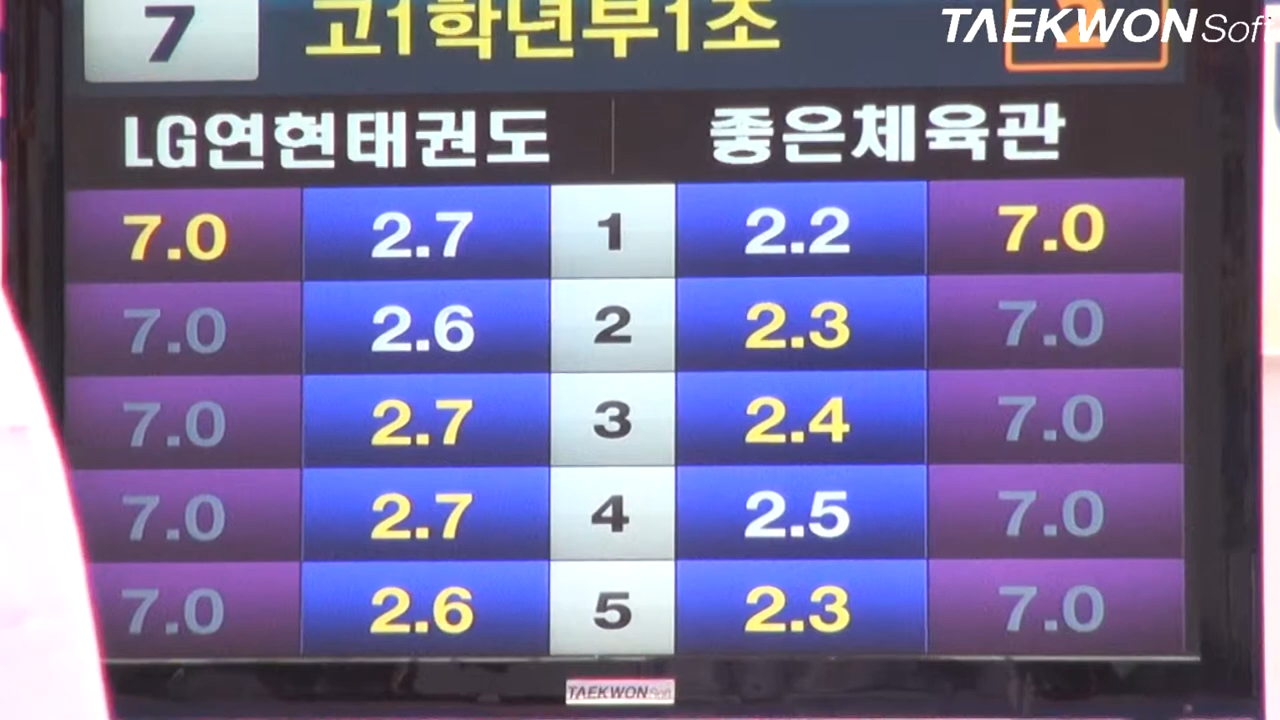 TAEKWON Soft
7 고1학년부1조 2
LG연현태권도 좋은체육관
7.0 2.7 1 2.2 7.0
7.0 2.6 2 2.3 7.0
7.0 2.7 3 2.4 7.0
7.0 2.7 4 2.5 7.0
7.0 2.6 5 2.3 7.0
TAEKWONSoft